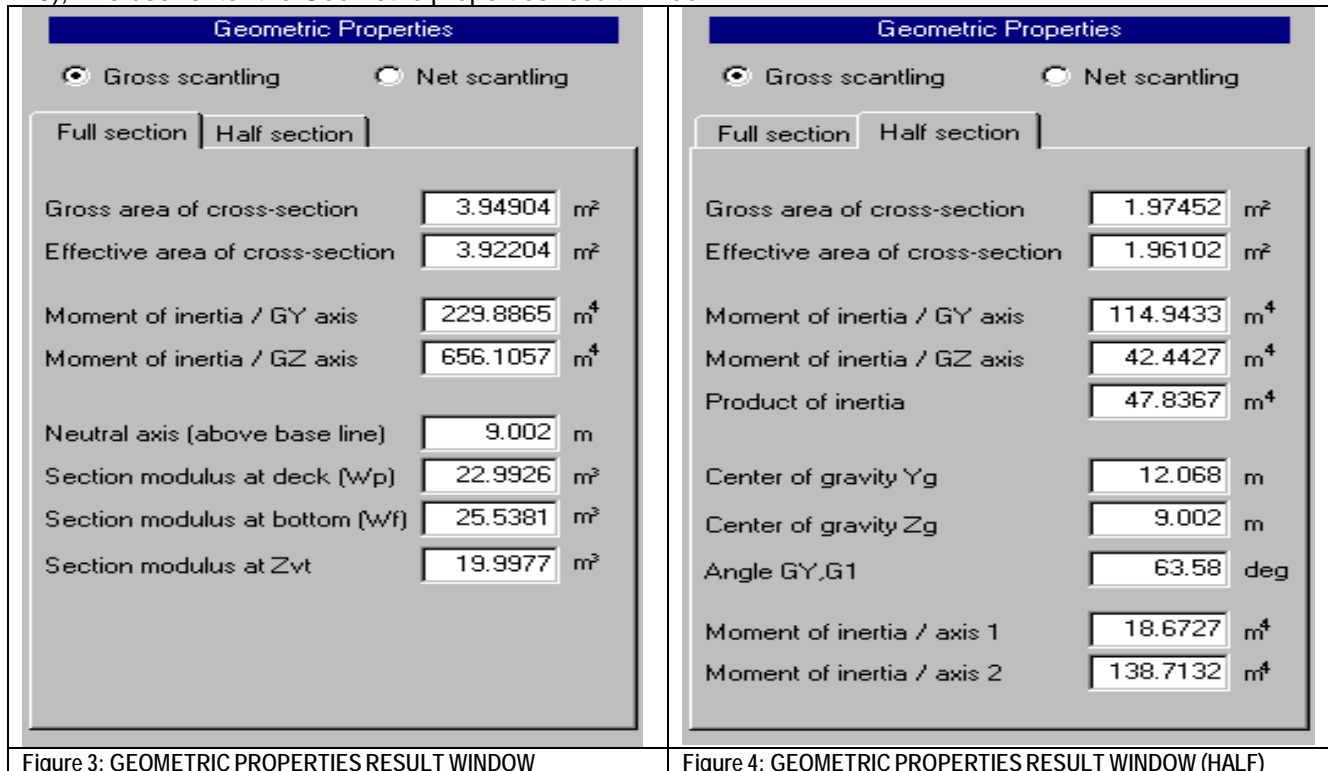 Geometric Properties
Gross scantling Net scantling
Full section Half section
Gross area of cross-section 3.94904 m²
Effective area of cross-section 3.92204 m²
Moment of inertia / GY axis 229.8865 m⁴
Moment of inertia / GZ axis 656.1057 m⁴
Neutral axis (above base line) 9.002 m
Section modulus at deck (Wp) 22.9926 m³
Section modulus at bottom (Wf) 25.5381 m³
Section modulus at Zvt 19.9977 m³
Figure 3: GEOMETRIC PROPERTIES RESULT WINDOW
Geometric Properties
Gross scantling Net scantling
Full section Half section
Gross area of cross-section 1.97452 m²
Effective area of cross-section 1.96102 m²
Moment of inertia / GY axis 114.9433 m⁴
Moment of inertia / GZ axis 42.4427 m⁴
Product of inertia 47.8367 m⁴
Center of gravity Yg 12.068 m
Center of gravity Zg 9.002 m
Angle GY,G1 63.58 deg
Moment of inertia / axis 1 18.6727 m⁴
Moment of inertia / axis 2 138.7132 m⁴
Figure 4: GEOMETRIC PROPERTIES RESULT WINDOW (HALF)